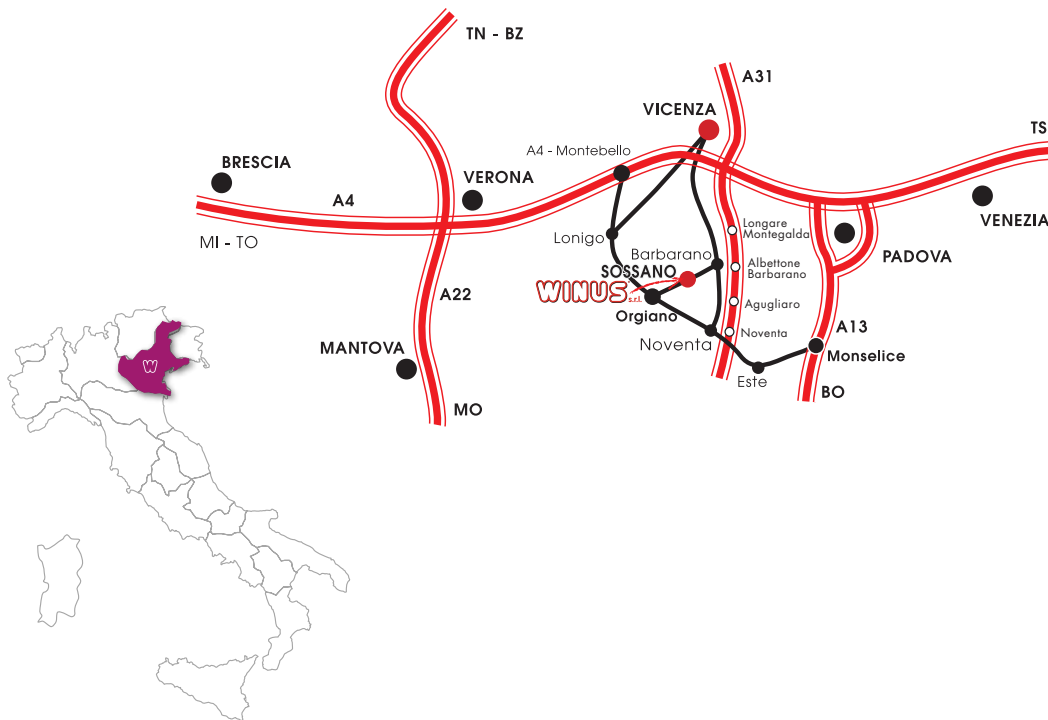 TN - BZ
A31
VICENZA
TS
A4 - Montebello
BRESCIA
VERONA
A4
VENEZIA
MI - TO
Longare
Montegalda
Lonigo
Barbarano
PADOVA
Albettone
Barbarano
SOSSANO
WINUS s.r.l.
A22
Agugliaro
Orgiano
A13
Noventa
Noventa
MANTOVA
Monselice
Este
W
BO
MO